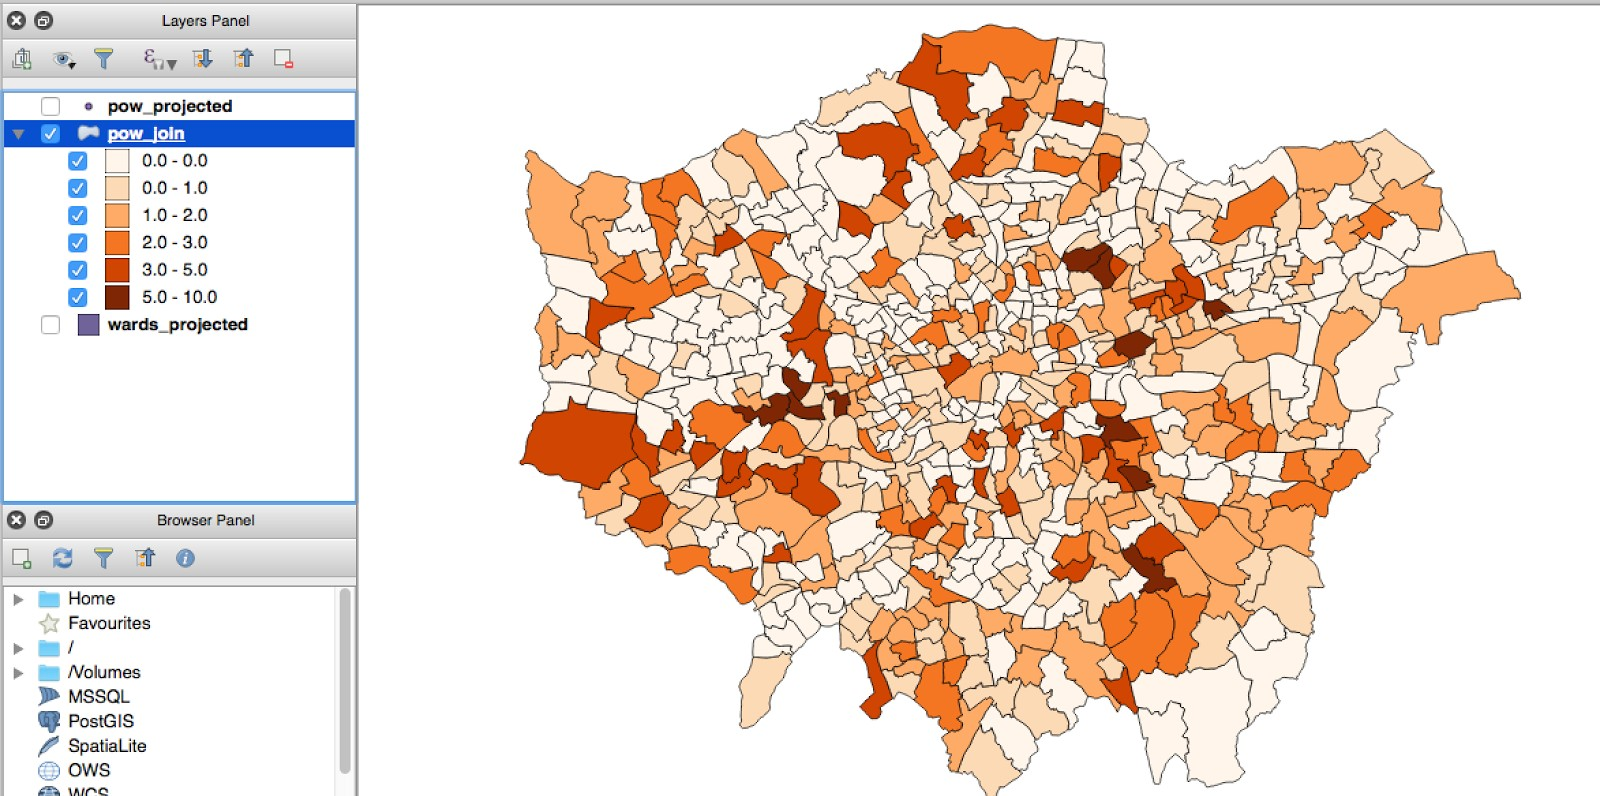 Layers Panel
pow_projected
pow_join
0.0 - 0.0
0.0 - 1.0
1.0 - 2.0
2.0 - 3.0
3.0 - 5.0
5.0 - 10.0
wards_projected
Browser Panel
Home
Favourites
/
/Volumes
MSSQL
PostGIS
SpatiaLite
OWS
WCS